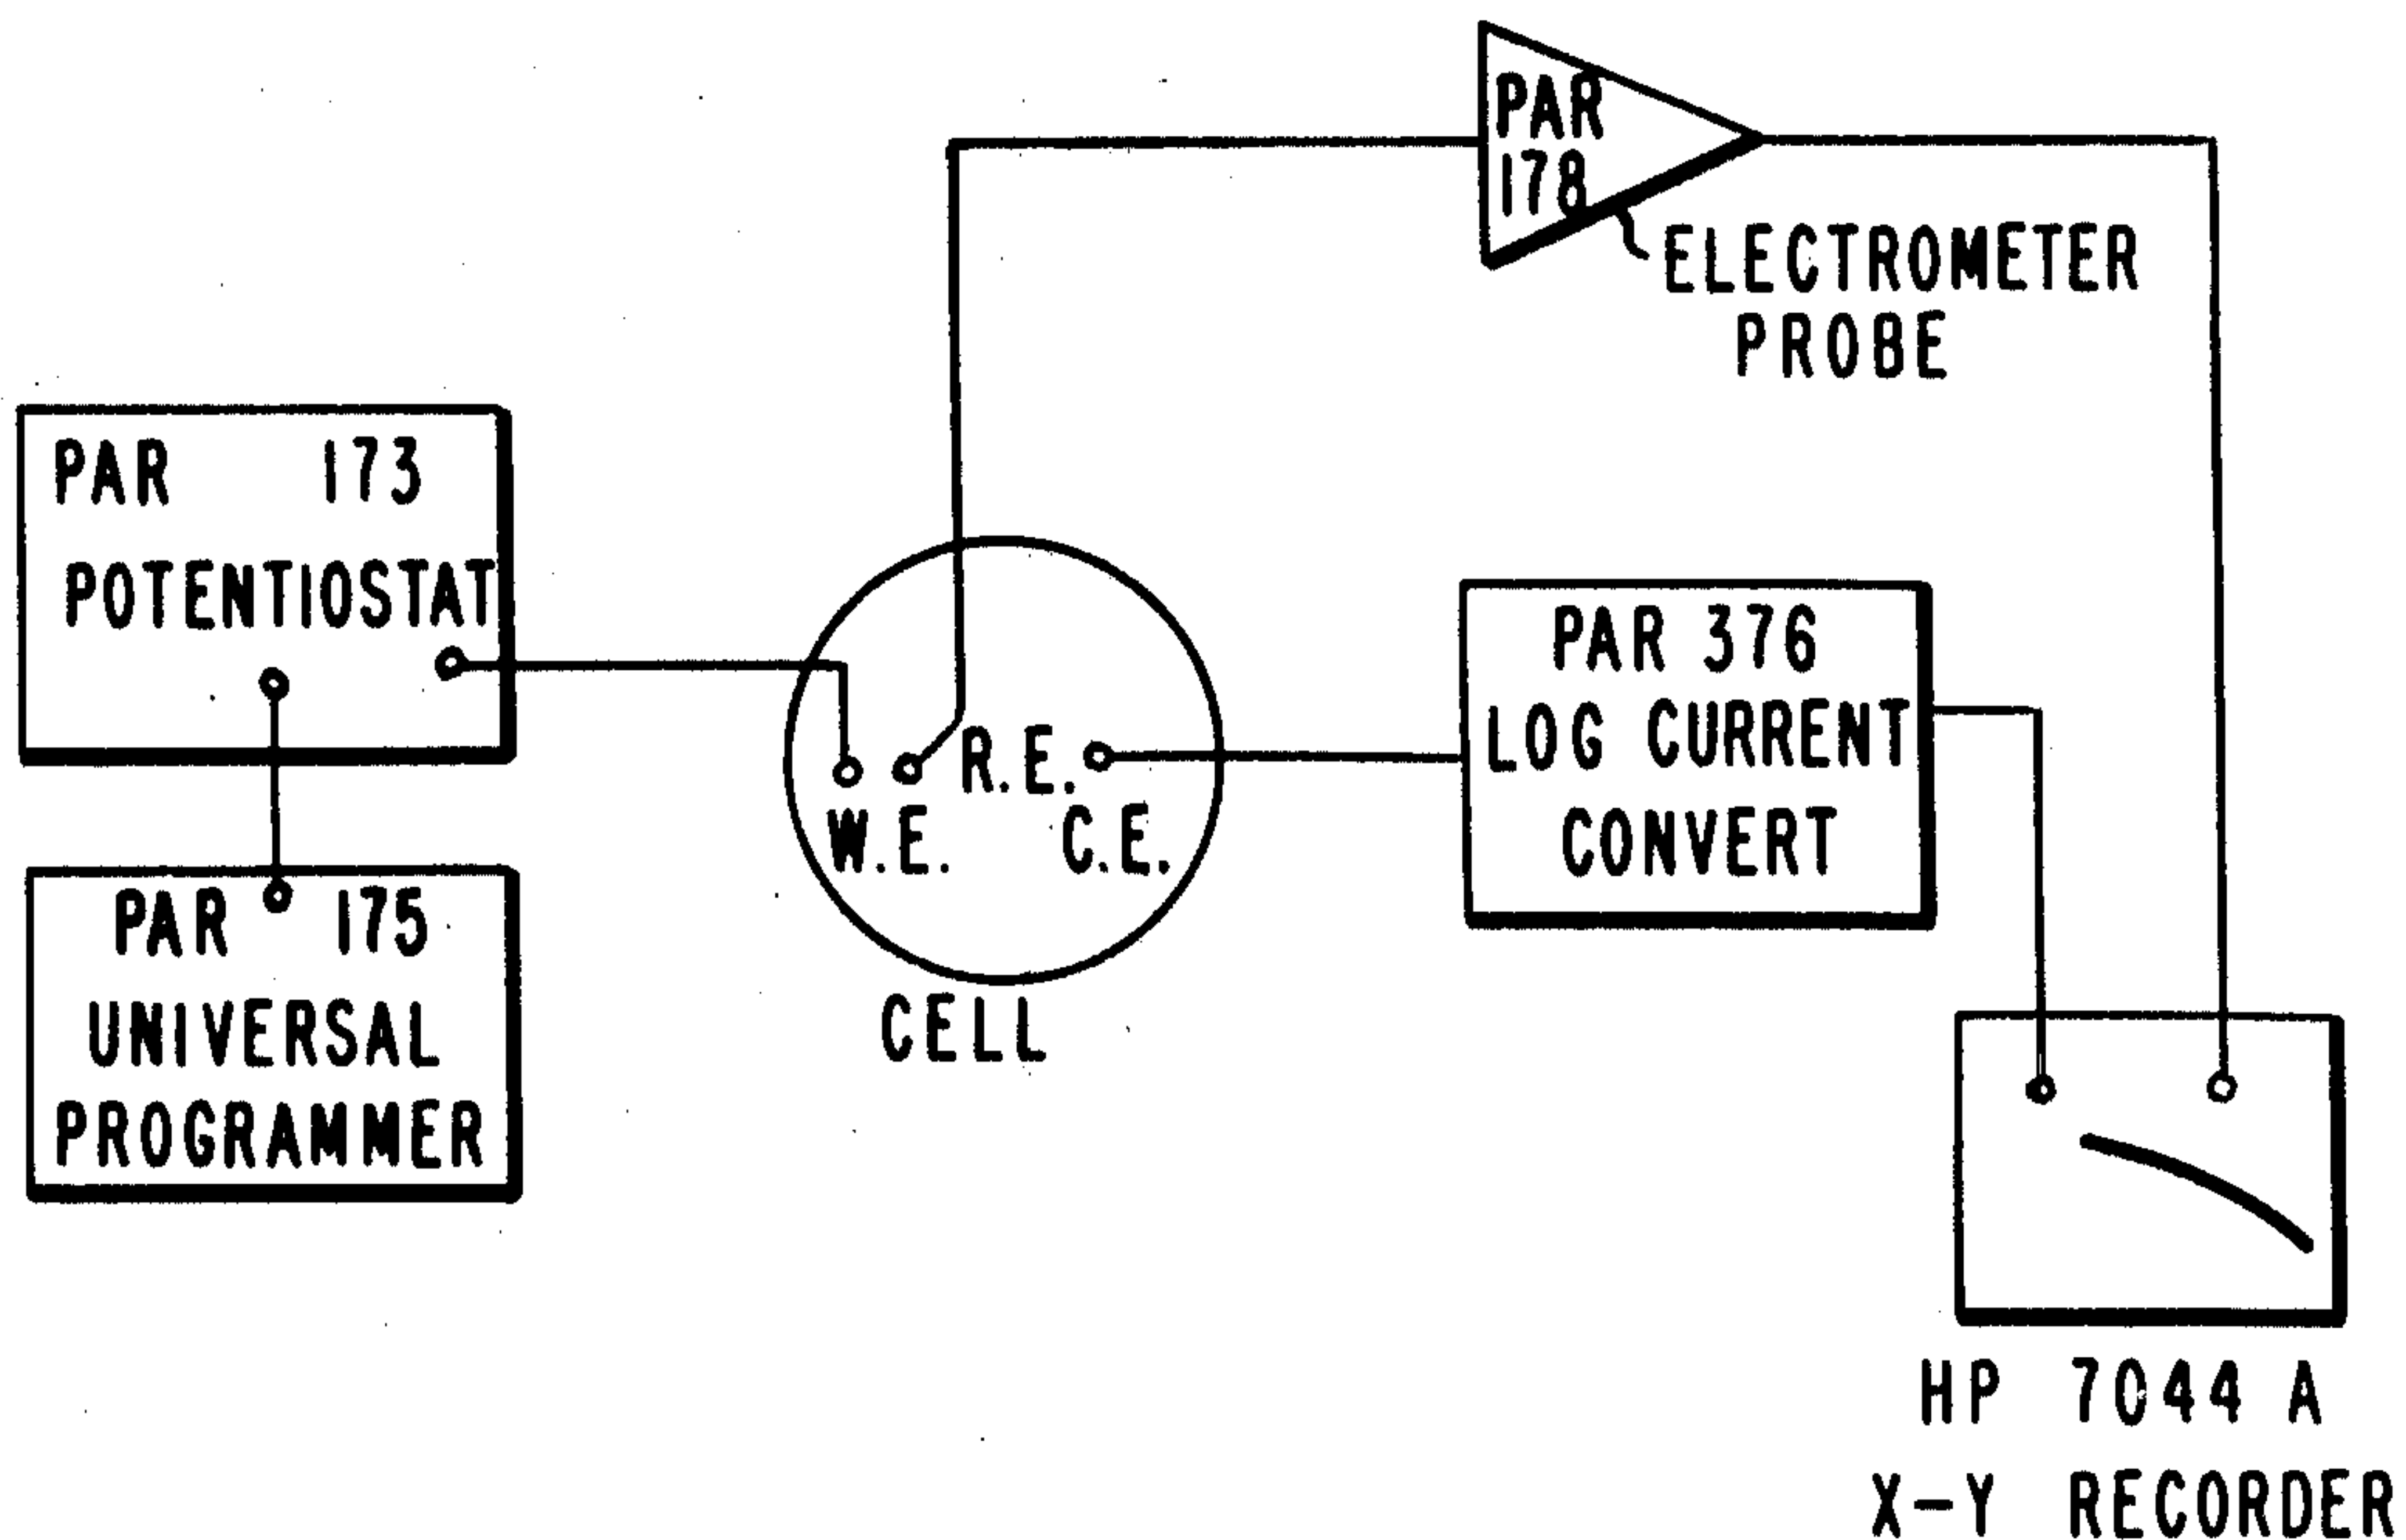 PAR
178
ELECTROMETER
PROBE
PAR 173
POTENTIOSTAT
PAR 376
LOG CURRENT
CONVERT
R.E.
W.E. C.E.
CELL
PAR 175
UNIVERSAL
PROGRAMMER
HP 7044 A
X-Y RECORDER